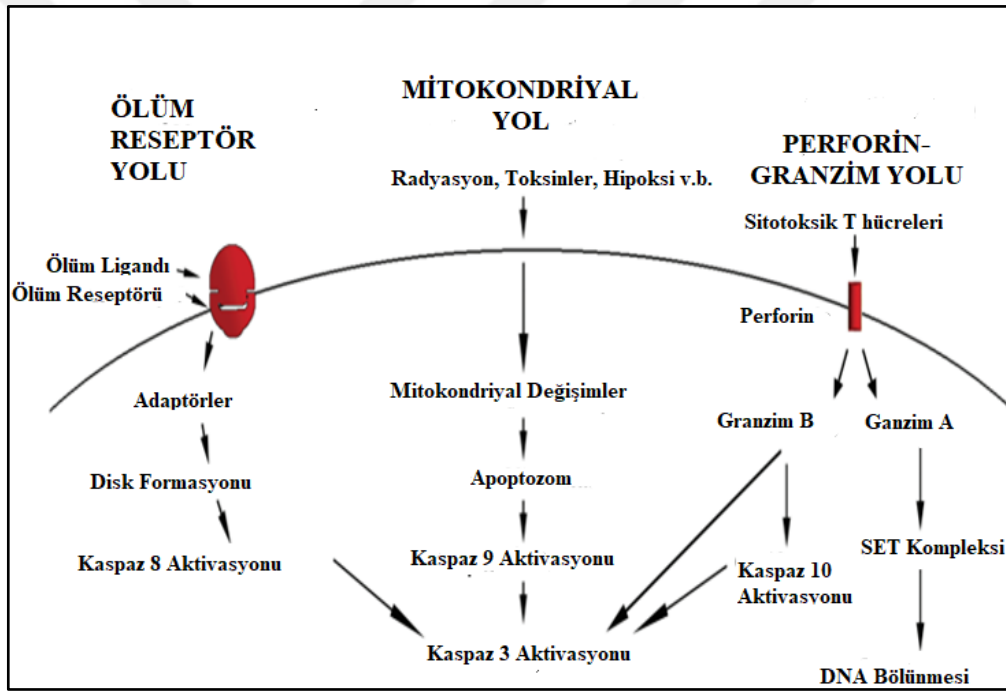 ÖLÜM
RESEPTÖR
YOLU
Ölüm Ligandı
Ölüm Reseptörü
Adaptörler
Disk Formasyonu
Kaspaz 8 Aktivasyonu
MİTOKONDRİYAL
YOL
Radyasyon, Toksinler, Hipoksi v.b.
Mitokondriyal Değişimler
Apoptozom
Kaspaz 9 Aktivasyonu
Kaspaz 3 Aktivasyonu
PERFORİN-
GRANZİM YOLU
Sitotoksik T hücreleri
Perforin
Granzim B
Ganzim A
Kaspaz 10
Aktivasyonu
SET Kompleksi
DNA Bölünmesi